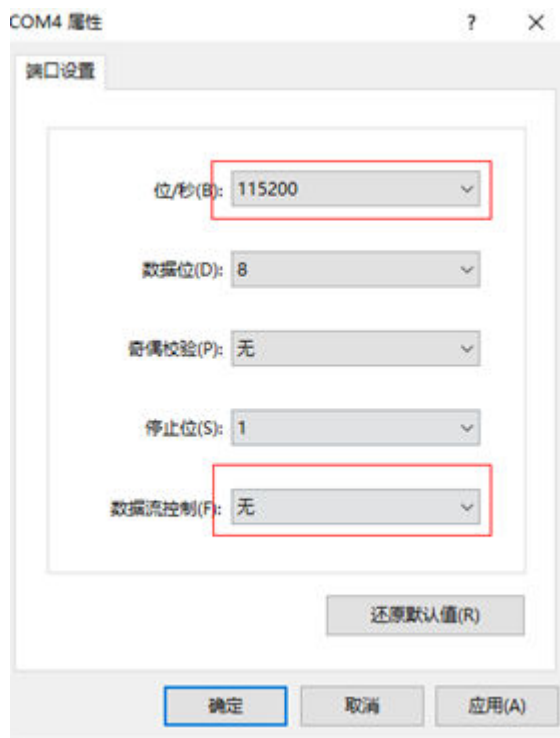 COM4 属性
端口设置
位/秒(B): 115200
数据位(D): 8
奇偶校验(P): 无
停止位(S): 1
数据流控制(F): 无
还原默认值(R)
确定 取消 应用(A)